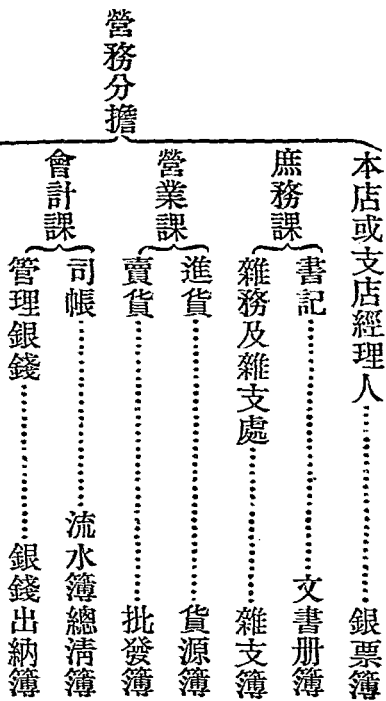 本店或支店經理人…………銀票簿
書記…………文書册簿
庶務課
雜務及雜支處…………雜支簿
進貨…………貨源簿
營業課
賣貨…………批發簿
營務分擔
司帳…………流水簿總淸簿
會計課
管理銀錢…………銀錢出納簿